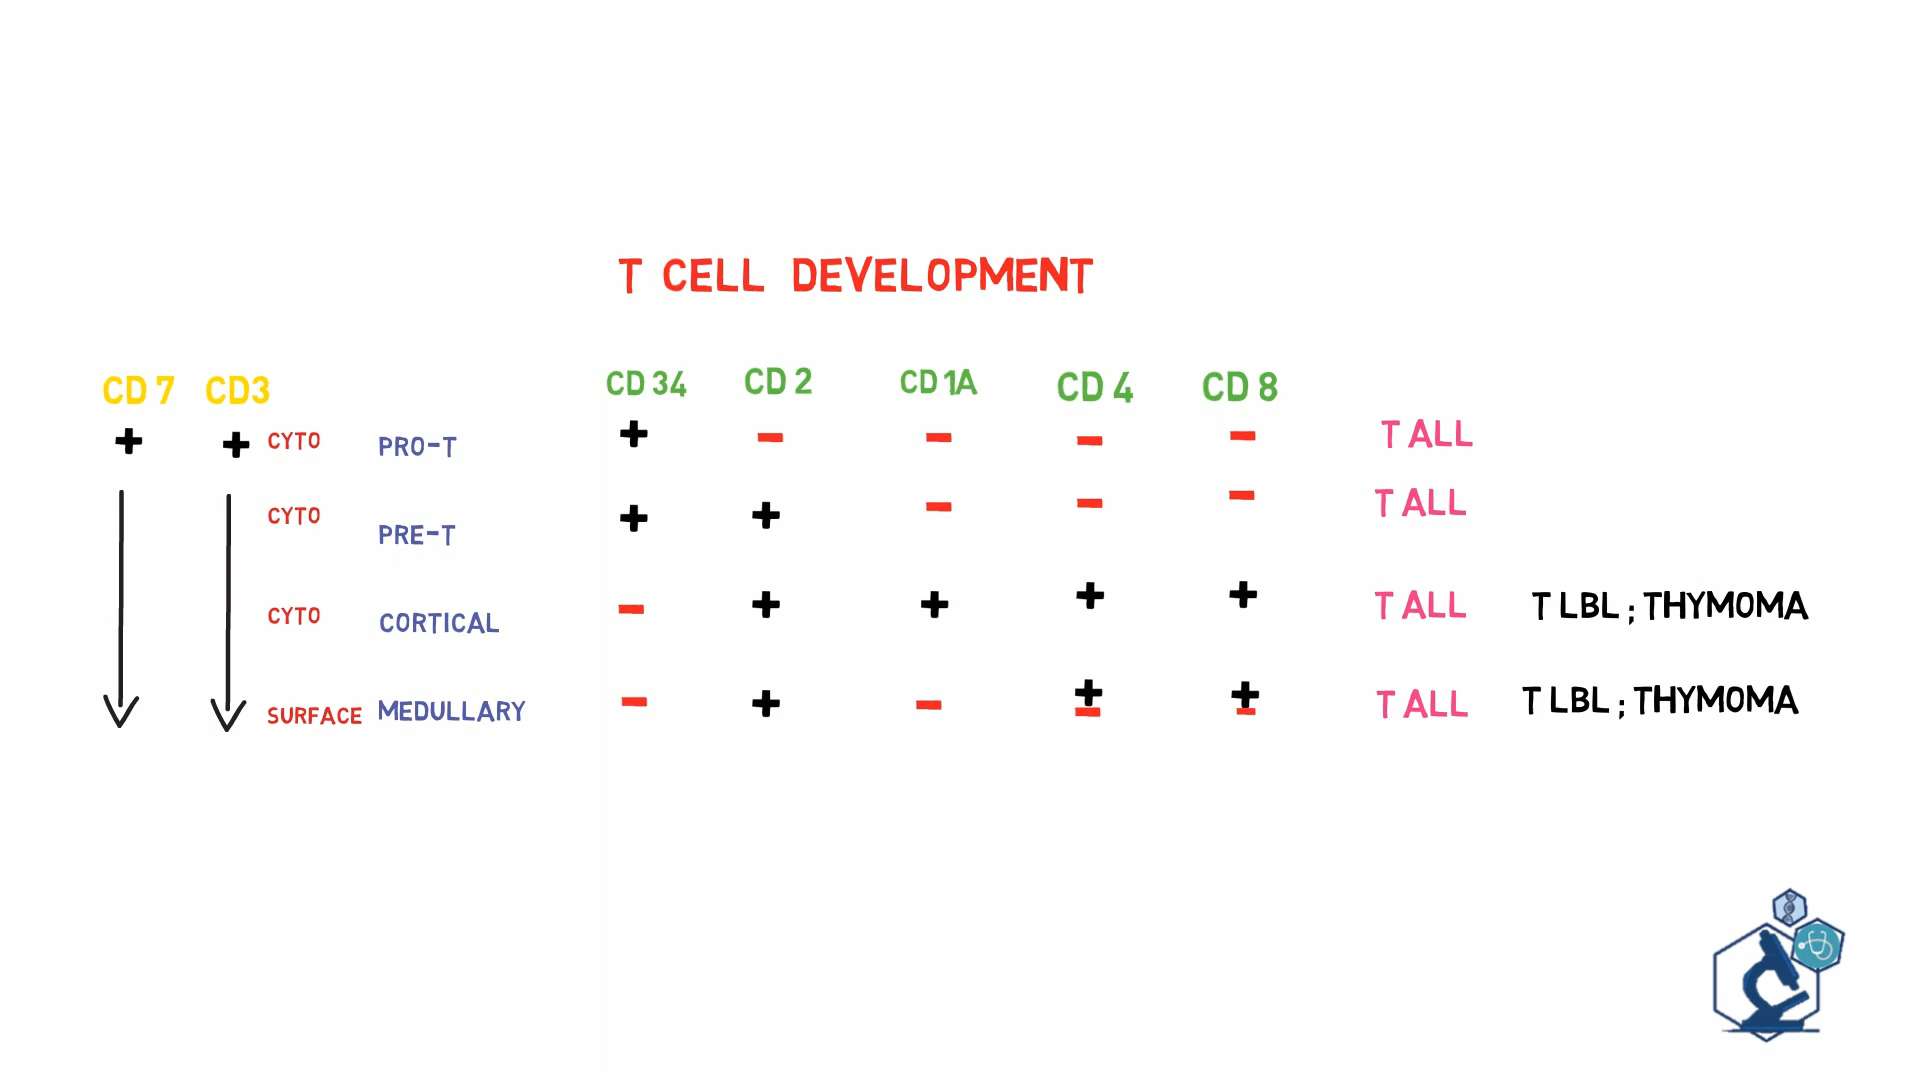 T CELL DEVELOPMENT
CD 7 CD3 CD 34 CD 2 CD 1A CD 4 CD 8
+ + CYTO PRO-T + - - - - T ALL
CYTO PRE-T + + - - - T ALL
CYTO CORTICAL - + + + + T ALL T LBL ; THYMOMA
SURFACE MEDULLARY - + - ± ± T ALL T LBL ; THYMOMA